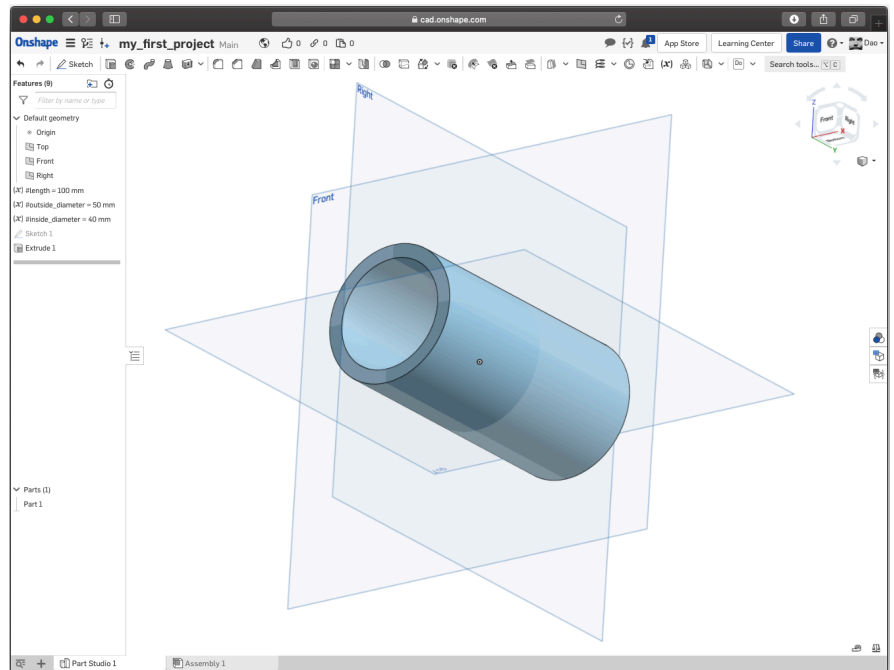 cad.onshape.com
Onshape my_first_project Main 0 0 0 App Store Learning Center Share Dao
Sketch (x) Search tools... ⌥ C
Features (9)
Filter by name or type
Default geometry
Origin
Top
Front
Right
(x) #length = 100 mm
(x) #outside_diameter = 50 mm
(x) #inside_diameter = 40 mm
Sketch 1
Extrude 1
Right
Front
Z
Front
Right
X
Y
Parts (1)
Part 1
Part Studio 1
Assembly 1